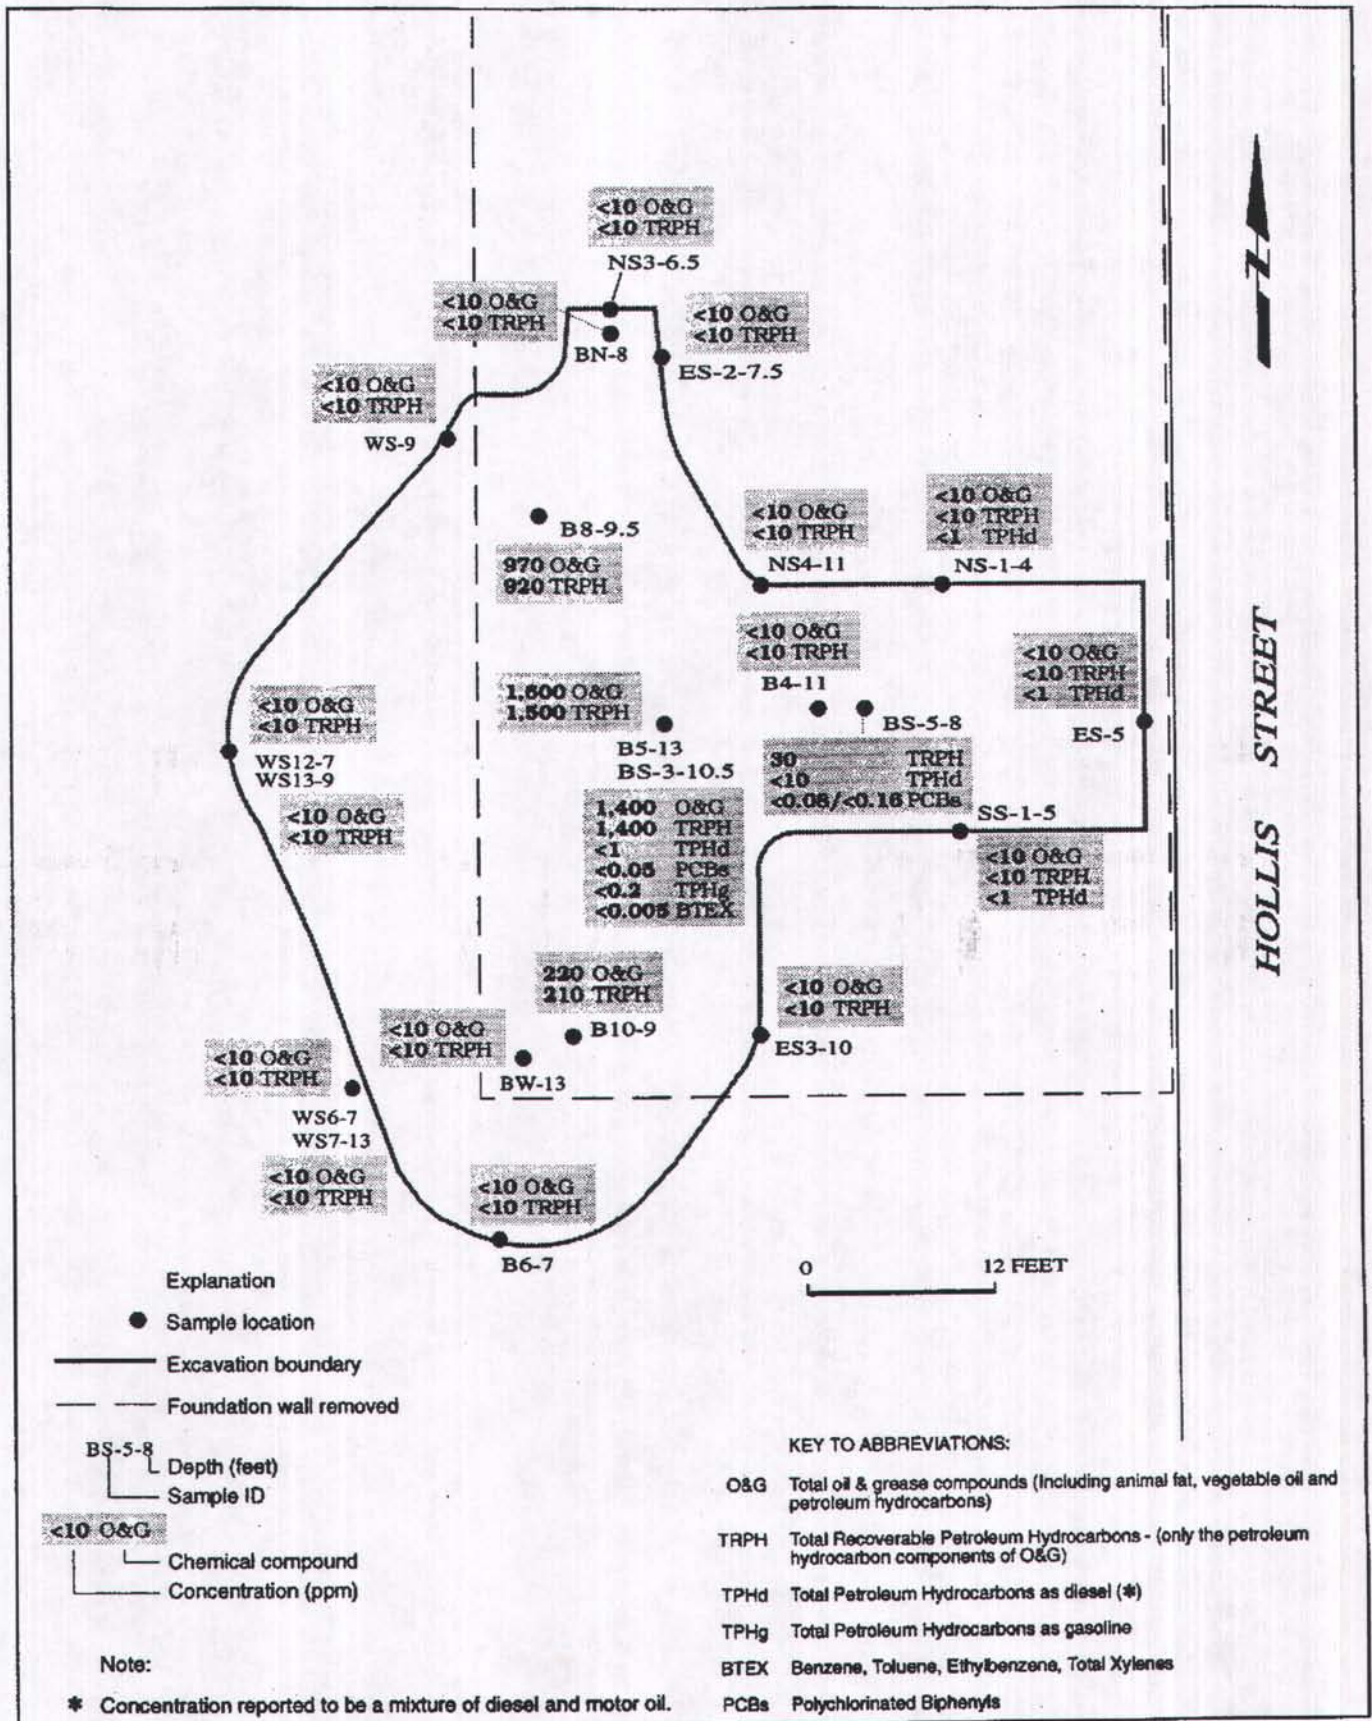 <10 O&G
<10 TRPH
NS3-6.5
<10 O&G
<10 TRPH
BN-8
<10 O&G
<10 TRPH
ES-2-7.5
<10 O&G
<10 TRPH
WS-9
B8-9.5
970 O&G
920 TRPH
<10 O&G
<10 TRPH
NS4-11
<10 O&G
<10 TRPH
<1 TPHd
NS-1-4
<10 O&G
<10 TRPH
B4-11
BS-5-8
30 TRPH
<10 TPHd
<0.08/<0.16 PCBs
<10 O&G
<10 TRPH
<1 TPHd
ES-5
1,600 O&G
1,500 TRPH
B5-13
BS-3-10.5
1,400 O&G
1,400 TRPH
<1 TPHd
<0.05 PCBs
<0.2 TPHg
<0.005 BTEX
<10 O&G
<10 TRPH
WS12-7
WS13-9
<10 O&G
<10 TRPH
SS-1-5
<10 O&G
<10 TRPH
<1 TPHd
HOLLIS STREET
220 O&G
210 TRPH
B10-9
<10 O&G
<10 TRPH
BW-13
<10 O&G
<10 TRPH
ES3-10
<10 O&G
<10 TRPH
WS6-7
WS7-13
<10 O&G
<10 TRPH
<10 O&G
<10 TRPH
B6-7
0 12 FEET
Explanation
Sample location
Excavation boundary
Foundation wall removed
BS-5-8
Depth (feet)
Sample ID
<10 O&G
Chemical compound
Concentration (ppm)
Note:
* Concentration reported to be a mixture of diesel and motor oil.
KEY TO ABBREVIATIONS:
O&G Total oil & grease compounds (including animal fat, vegetable oil and
petroleum hydrocarbons)
TRPH Total Recoverable Petroleum Hydrocarbons - (only the petroleum
hydrocarbon components of O&G)
TPHd Total Petroleum Hydrocarbons as diesel (*)
TPHg Total Petroleum Hydrocarbons as gasoline
BTEX Benzene, Toluene, Ethylbenzene, Total Xylenes
PCBs Polychlorinated Biphenyls